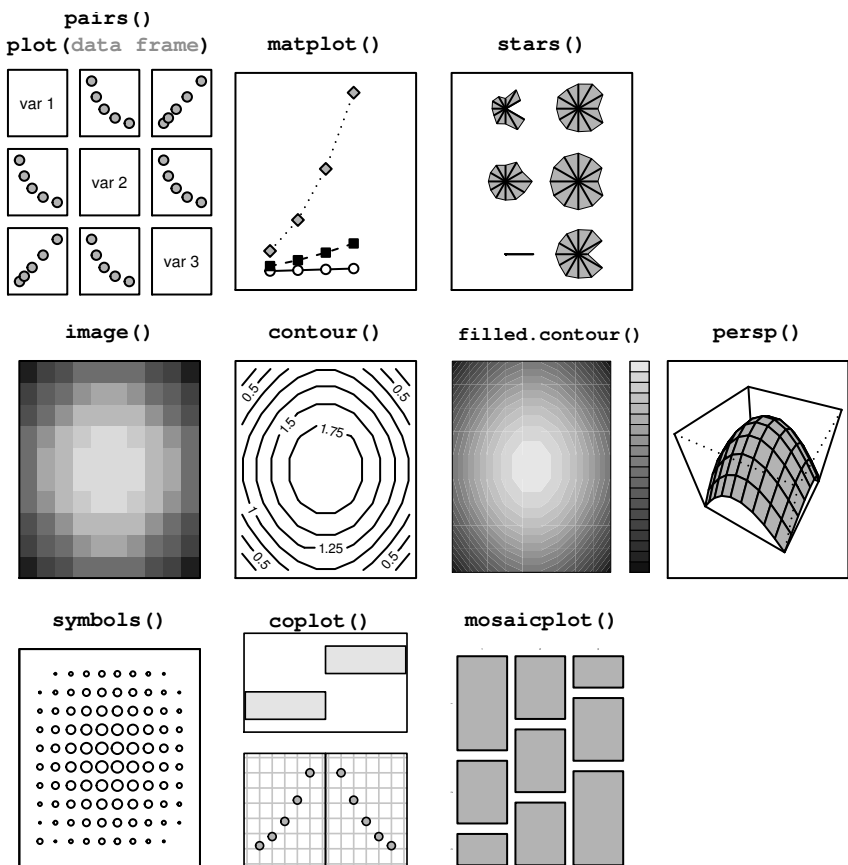 pairs()
plot(data frame)
matplot()
stars()
var 1
var 2
var 3
image()
contour()
filled.contour()
persp()
0.5
0.5
1.5
1.75
1
1.25
0.5
0.5
symbols()
coplot()
mosaicplot()